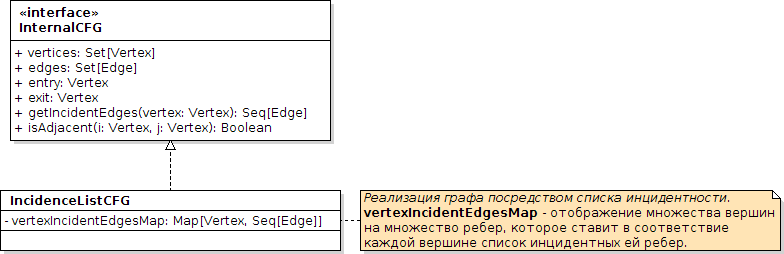 «interface»
InternalCFG
+ vertices: Set[Vertex]
+ edges: Set[Edge]
+ entry: Vertex
+ exit: Vertex
+ getIncidentEdges(vertex: Vertex): Seq[Edge]
+ isAdjacent(i: Vertex, j: Vertex): Boolean
IncidenceListCFG
- vertexIncidentEdgesMap: Map[Vertex, Seq[Edge]]
Реализация графа посредством списка инцидентности.
vertexIncidentEdgesMap - отображение множества вершин
на множество ребер, которое ставит в соответствие
каждой вершине список инцидентных ей ребер.